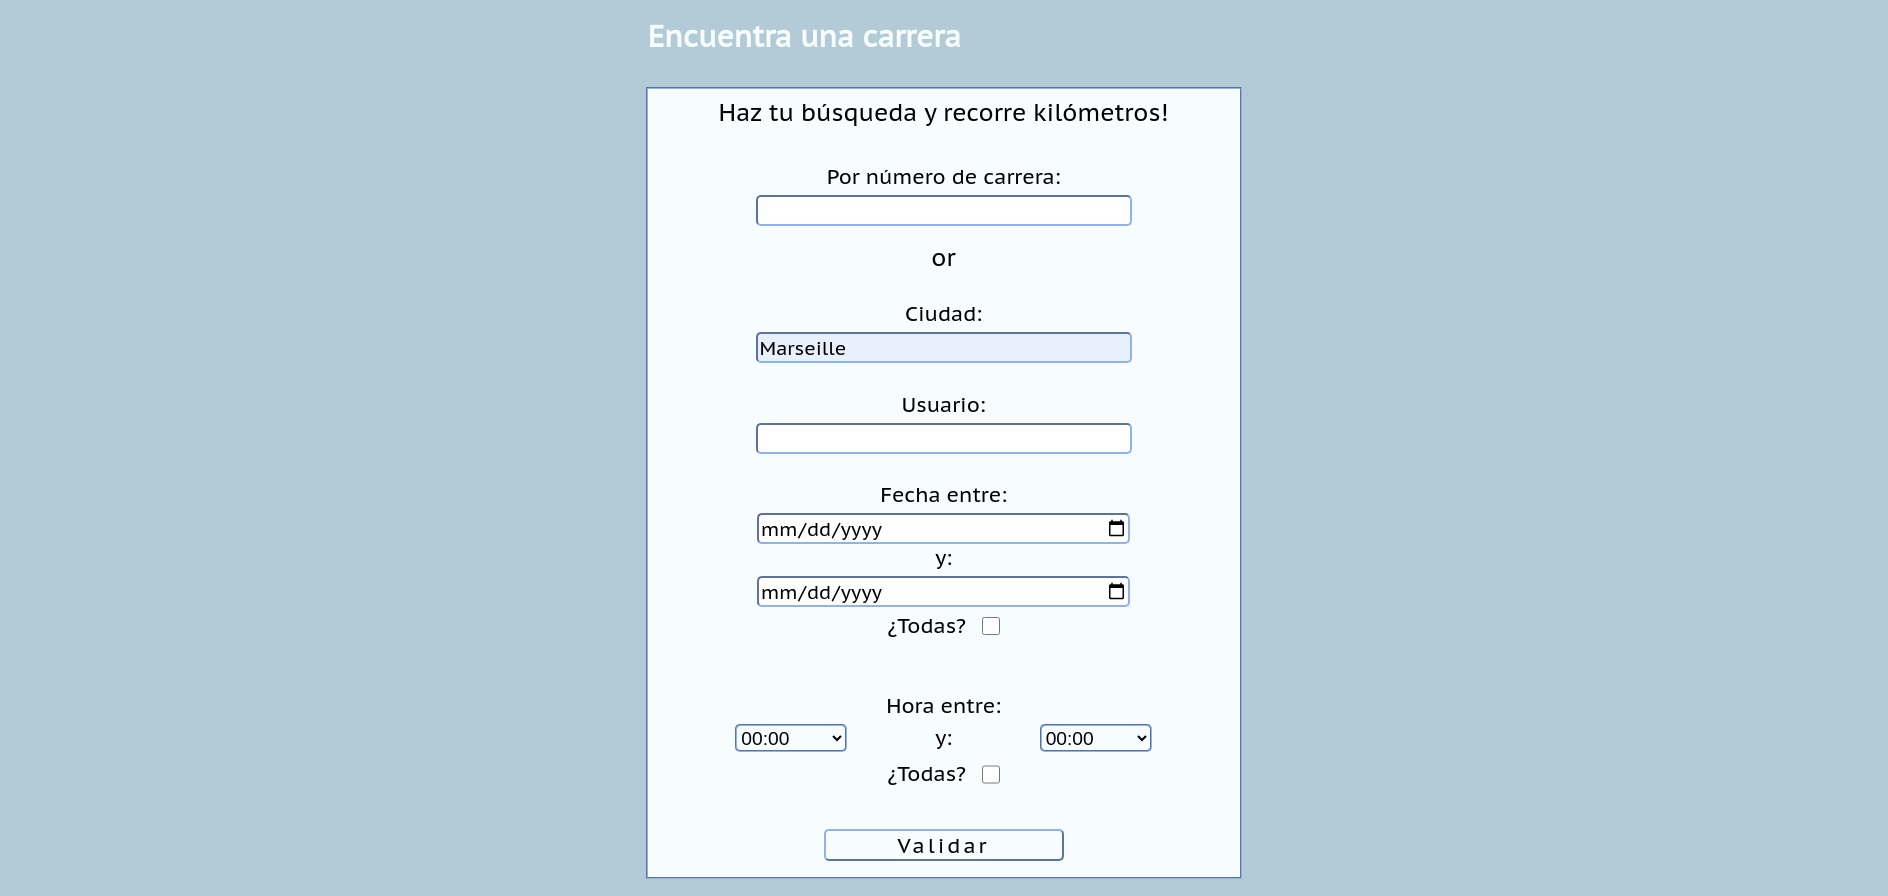 Encuentra una carrera
Haz tu búsqueda y recorre kilómetros!
Por número de carrera:
or
Ciudad:
Marseille
Usuario:
Fecha entre:
mm/dd/yyyy
y:
mm/dd/yyyy
¿Todas?
Hora entre:
00:00 y: 00:00
¿Todas?
Validar